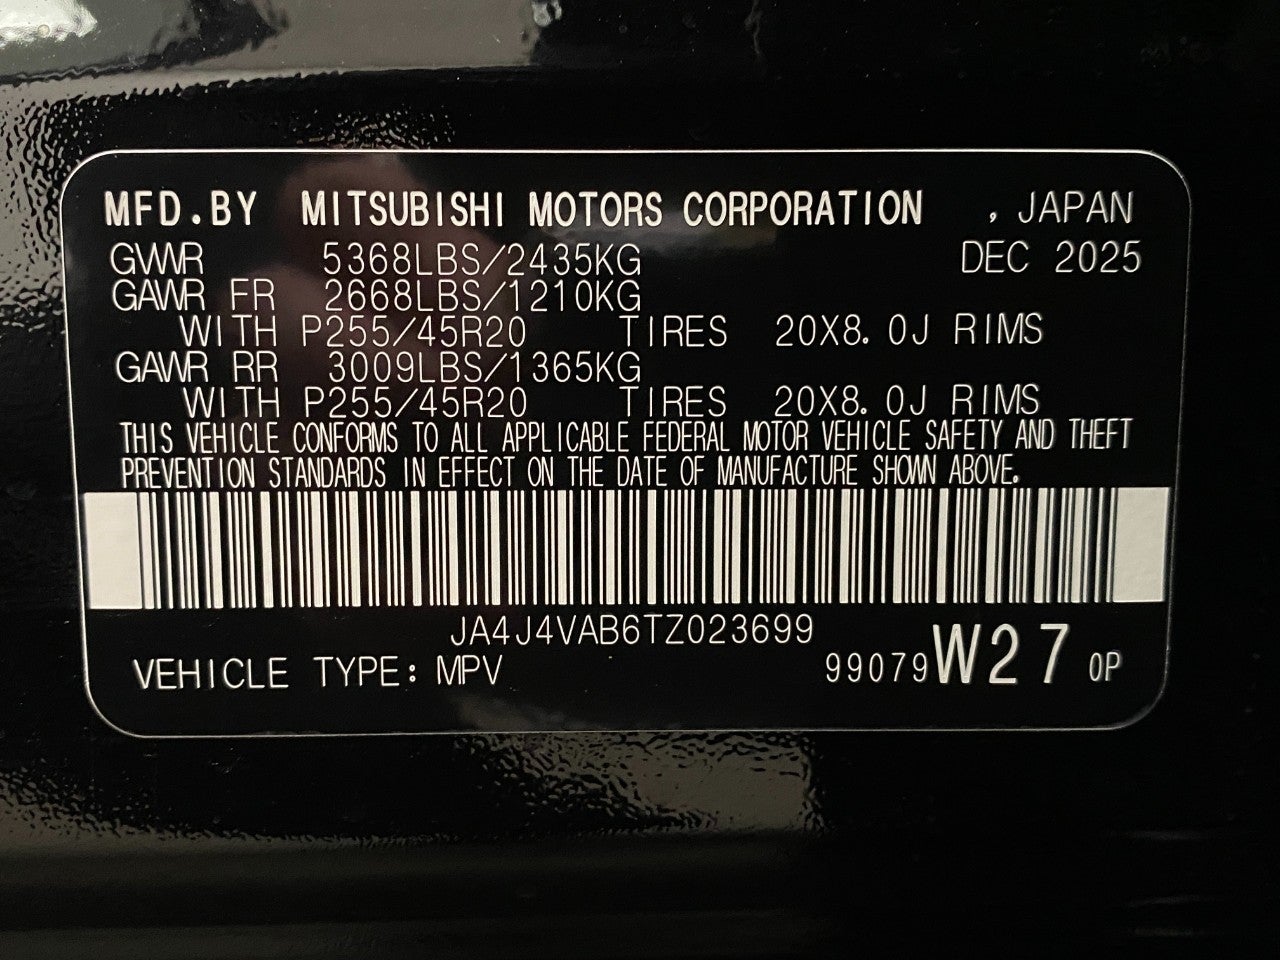 MFD.BY MITSUBISHI MOTORS CORPORATION , JAPAN
GWR 5368LBS/2435KG DEC 2025
GAWR FR 2668LBS/1210KG
WITH P255/45R20 TIRES 20X8.0J RIMS
GAWR RR 3009LBS/1365KG
WITH P255/45R20 TIRES 20X8.0J RIMS
THIS VEHICLE CONFORMS TO ALL APPLICABLE FEDERAL MOTOR VEHICLE SAFETY AND THEFT
PREVENTION STANDARDS IN EFFECT ON THE DATE OF MANUFACTURE SHOWN ABOVE.
JA4J4VAB6TZ023699
VEHICLE TYPE: MPV 99079 W27 0P